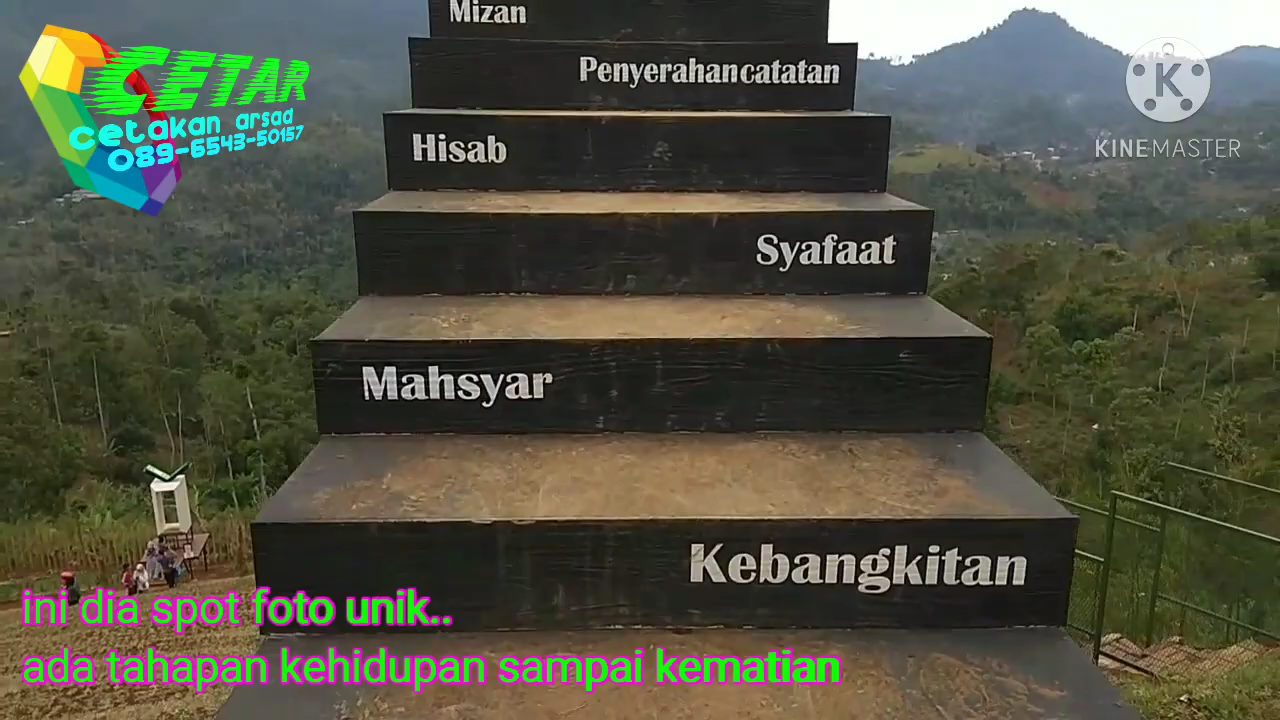 Mizan
Penyerahancatatan
Hisab
Syafaat
Mahsyar
Kebangkitan
CETAR
cetakan arsad
089-6543-50157
K
KINEMASTER
ini dia spot foto unik..
ada tahapan kehidupan sampai kematian